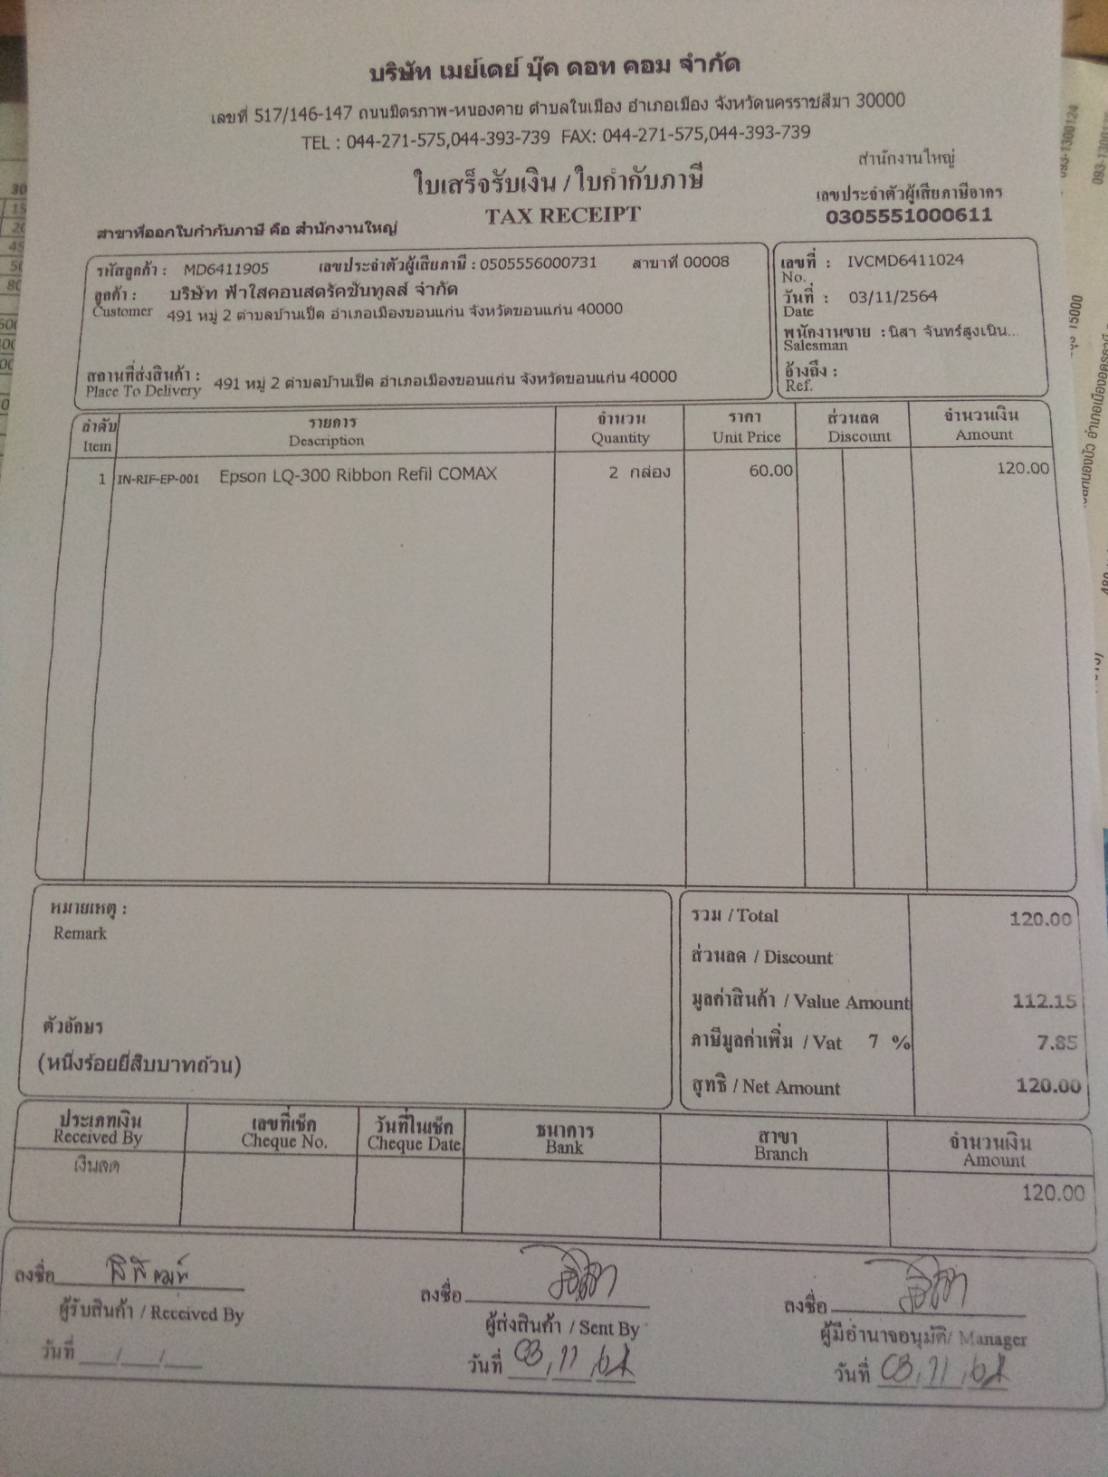 บริษัท เมย์เดย์ บุ๊ค ดอท คอม จำกัด
เลขที่ 517/146-147 ถนนมิตรภาพ-หนองคาย ตำบลในเมือง อำเภอเมือง จังหวัดนครราชสีมา 30000
TEL : 044-271-575,044-393-739 FAX: 044-271-575,044-393-739
สำนักงานใหญ่
ใบเสร็จรับเงิน / ใบกำกับภาษี
เลขประจำตัวผู้เสียภาษีอากร
TAX RECEIPT
0305551000611
สาขาที่ออกใบกำกับภาษี คือ สำนักงานใหญ่
รหัสลูกค้า : MD6411905 เลขประจำตัวผู้เสียภาษี : 0505556000731 สาขาที่ 00008
ลูกค้า : บริษัท ฟ้าใสคอนสตรัคชันทูลส์ จำกัด
Customer 491 หมู่ 2 ตำบลบ้านเป็ด อำเภอเมืองขอนแก่น จังหวัดขอนแก่น 40000
สถานที่ส่งสินค้า : 491 หมู่ 2 ตำบลบ้านเป็ด อำเภอเมืองขอนแก่น จังหวัดขอนแก่น 40000
Place To Delivery
เลขที่ : IVCMD6411024
No.
วันที่ : 03/11/2564
Date
พนักงานขาย : นิสา จันทร์สูงเนิน...
Salesman
อ้างถึง :
Ref.
ลำดับ รายการ จำนวน ราคา ส่วนลด จำนวนเงิน
Item Description Quantity Unit Price Discount Amount
1 IN-RIF-EP-001 Epson LQ-300 Ribbon Refil COMAX 2 กล่อง 60.00 120.00
หมายเหตุ :
Remark
ตัวอักษร
(หนึ่งร้อยยี่สิบบาทถ้วน)
รวม / Total 120.00
ส่วนลด / Discount
มูลค่าสินค้า / Value Amount 112.15
ภาษีมูลค่าเพิ่ม / Vat 7 % 7.85
สุทธิ / Net Amount 120.00
ประเภทเงิน เลขที่เช็ค วันที่ในเช็ค ธนาคาร สาขา จำนวนเงิน
Received By Cheque No. Cheque Date Bank Branch Amount
เงินสด 120.00
ลงชื่อ ลงชื่อ ลงชื่อ
ผู้รับสินค้า / Received By ผู้ส่งสินค้า / Sent By ผู้มีอำนาจอนุมัติ/ Manager
วันที่ __/__/__ วันที่ 03, 11, 64 วันที่ 03, 11, 64